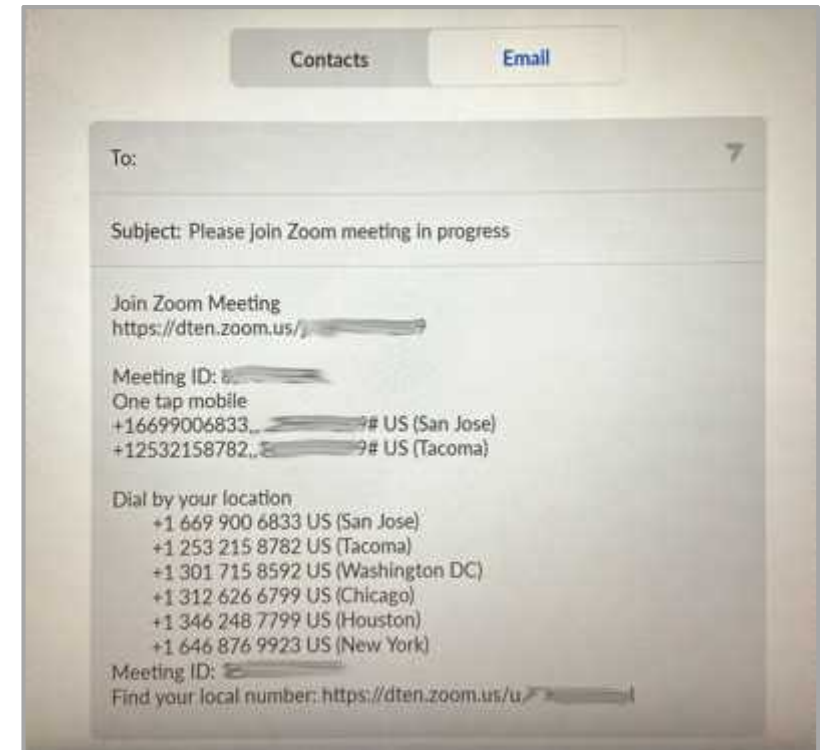 Contacts Email
To:
Subject: Please join Zoom meeting in progress
Join Zoom Meeting
https://dten.zoom.us/
Meeting ID:
One tap mobile
+16699006833,, # US (San Jose)
+12532158782,, 9# US (Tacoma)
Dial by your location
+1 669 900 6833 US (San Jose)
+1 253 215 8782 US (Tacoma)
+1 301 715 8592 US (Washington DC)
+1 312 626 6799 US (Chicago)
+1 346 248 7799 US (Houston)
+1 646 876 9923 US (New York)
Meeting ID:
Find your local number: https://dten.zoom.us/u/